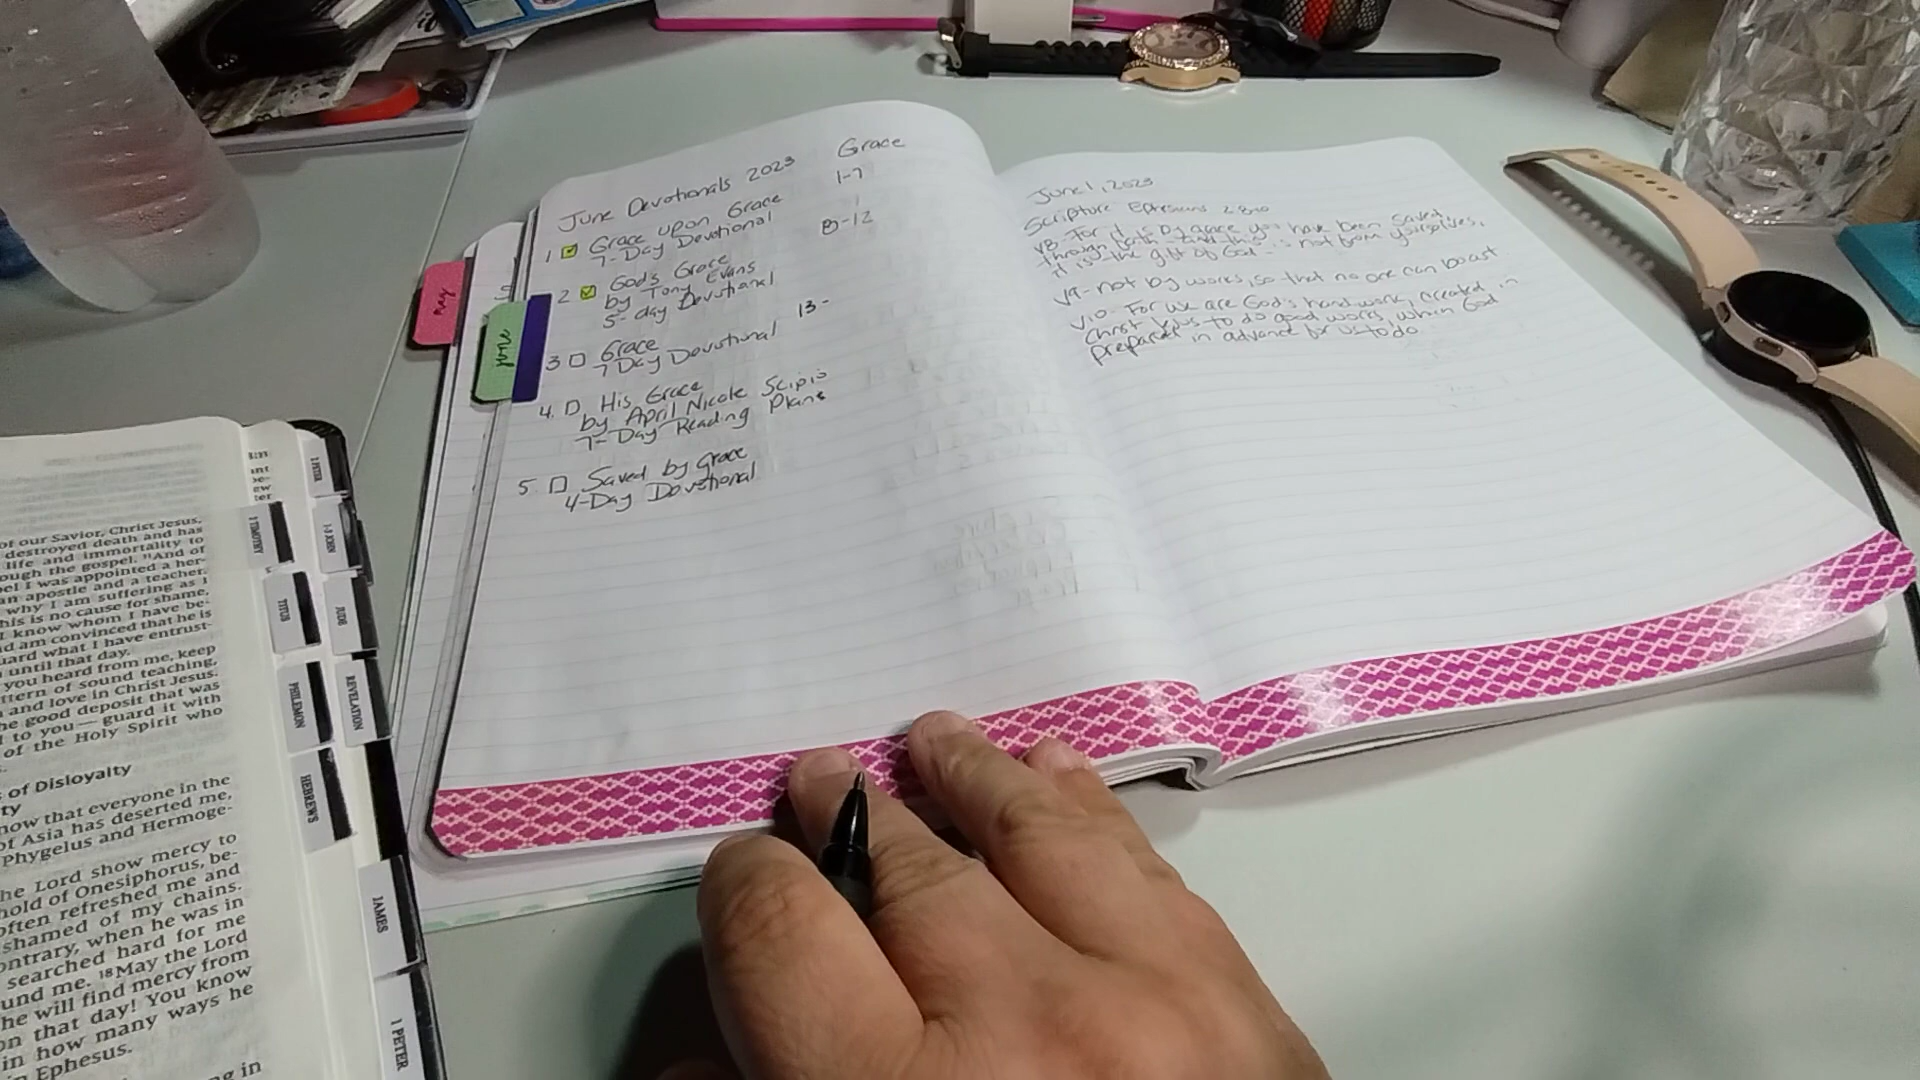 June Devotionals 2023
Grace
1 Grace upon Grace
7-Day Devotional
1-7
2 God's Grace
by Tony Evans
5-day Devotional
8-12
3 Grace
7 Day Devotional
13-
4. His Grace
by April Nicole Scipio
7-Day Reading Plans
5. Saved by Grace
4-Day Devotional
June 1, 2023
Scripture Ephesians 2 8-10
V8- For it is by grace you have been saved,
through faith - and this is not from yourselves,
it is the gift of God-
V9- not by works, so that no one can boast.
V10- For we are God's handiwork, created in
Christ Jesus to do good works, which God
prepared in advance for us to do
may
june
of our Savior, Christ Jesus,
destroyed death and has
life and immortality to
ough the gospel. 11And of
el I was appointed a her-
an apostle and a teacher.
why I am suffering as I
his is no cause for shame,
I know whom I have be-
d am convinced that he is
uard what I have entrust-
until that day.
you heard from me, keep
ttern of sound teaching,
and love in Christ Jesus.
he good deposit that was
to you — guard it with
of the Holy Spirit who
of Disloyalty
ty
now that everyone in the
of Asia has deserted me,
Phygelus and Hermoge-
he Lord show mercy to
hold of Onesiphorus, be-
often refreshed me and
shamed of my chains.
ontrary, when he was in
searched hard for me
und me. 18May the Lord
he will find mercy from
on that day! You know
in how many ways he
in Ephesus.
ng in
1 PETER
2 TIMOTHY
1-3 JOHN
TITUS
JUDE
PHILEMON
REVELATION
HEBREWS
JAMES
1 PETER